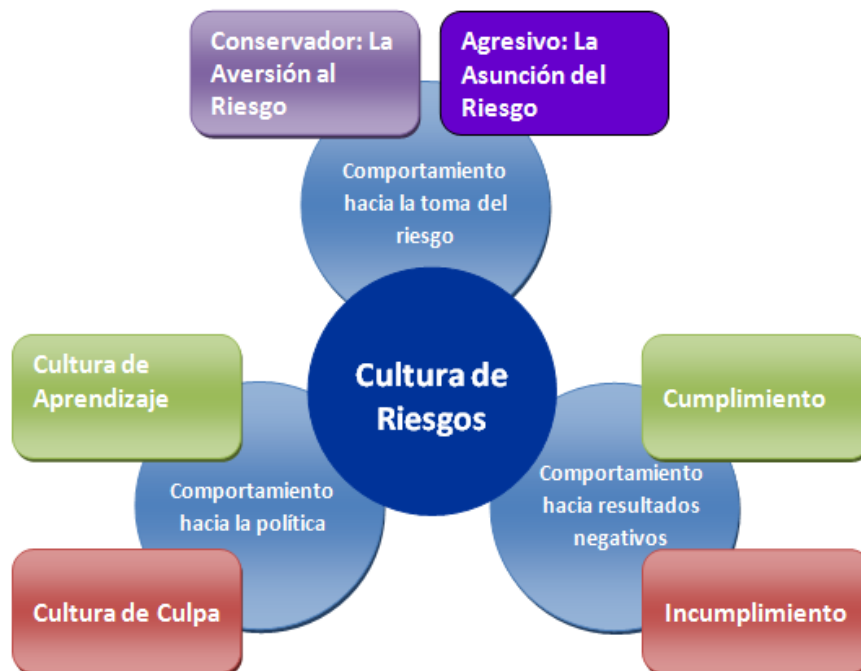 Conservador: La
Aversión al
Riesgo
Agresivo: La
Asunción del
Riesgo
Comportamiento
hacia la toma del
riesgo
Cultura de
Riesgos
Cultura de
Aprendizaje
Comportamiento
hacia la política
Cultura de Culpa
Cumplimiento
Comportamiento
hacia resultados
negativos
Incumplimiento